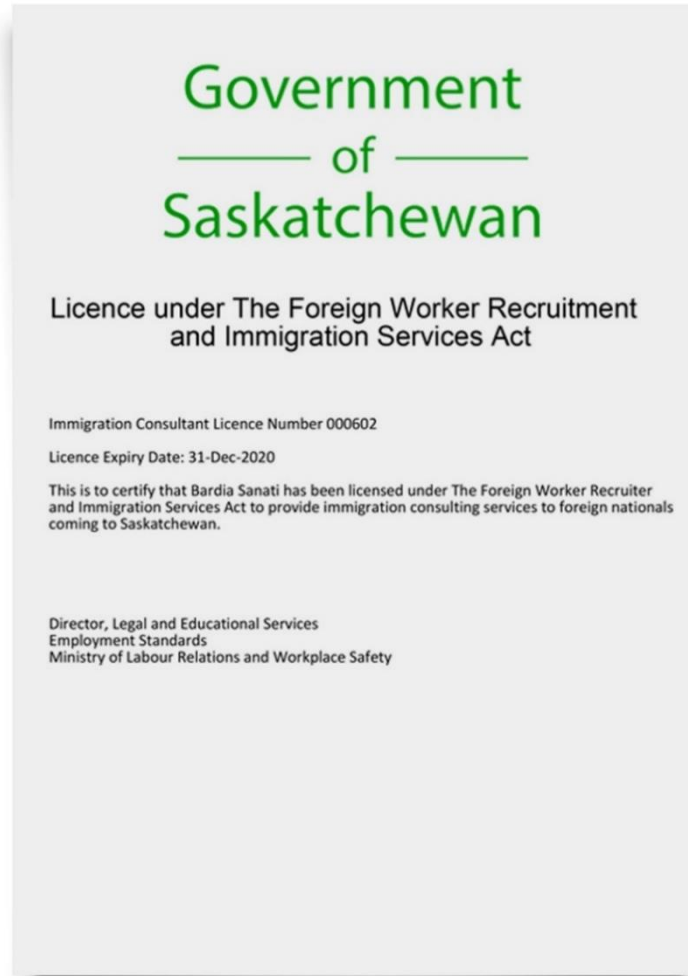 Government
of
Saskatchewan
Licence under The Foreign Worker Recruitment
and Immigration Services Act
Immigration Consultant Licence Number 000602
Licence Expiry Date: 31-Dec-2020
This is to certify that Bardia Sanati has been licensed under The Foreign Worker Recruiter
and Immigration Services Act to provide immigration consulting services to foreign nationals
coming to Saskatchewan.
Director, Legal and Educational Services
Employment Standards
Ministry of Labour Relations and Workplace Safety